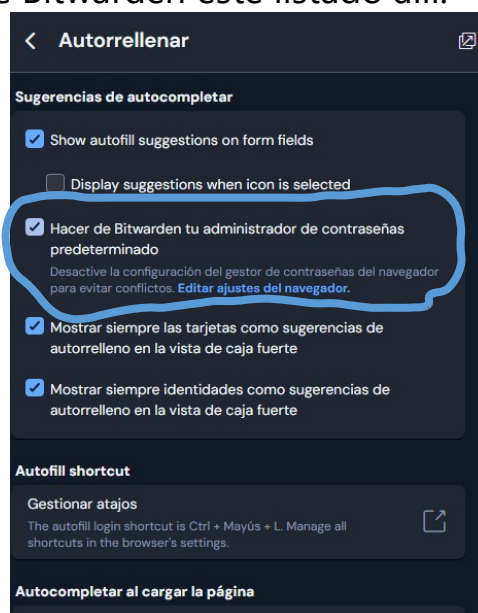 Bitwarden esté listado allí.
Autorrellenar
Sugerencias de autocompletar
Show autofill suggestions on form fields
Display suggestions when icon is selected
Hacer de Bitwarden tu administrador de contraseñas
predeterminado
Desactive la configuración del gestor de contraseñas del navegador
para evitar conflictos. Editar ajustes del navegador.
Mostrar siempre las tarjetas como sugerencias de
autorrelleno en la vista de caja fuerte
Mostrar siempre identidades como sugerencias de
autorrelleno en la vista de caja fuerte
Autofill shortcut
Gestionar atajos
The autofill login shortcut is Ctrl + Mayús + L. Manage all
shortcuts in the browser's settings.
Autocompletar al cargar la página